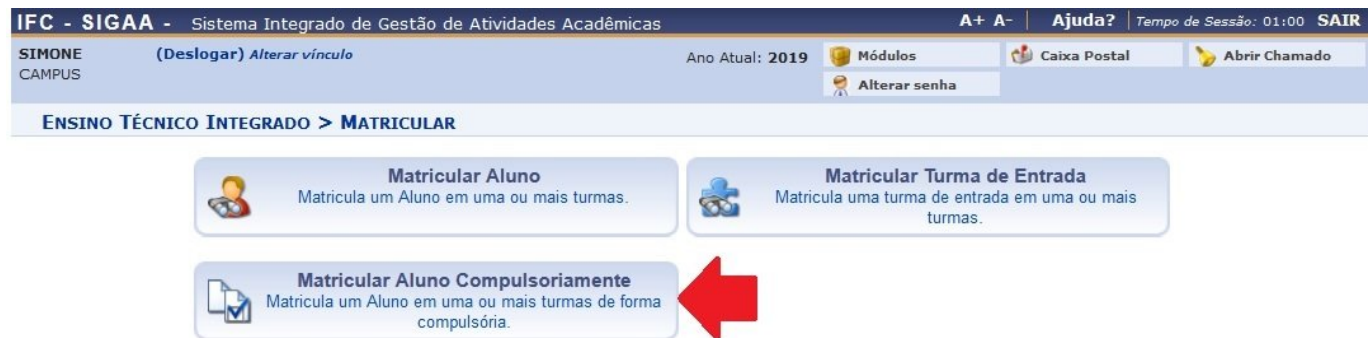 IFC - SIGAA - Sistema Integrado de Gestão de Atividades Acadêmicas A+ A- Ajuda? Tempo de Sessão: 01:00 SAIR
SIMONE (Deslogar) Alterar vínculo Ano Atual: 2019 Módulos Caixa Postal Abrir Chamado
CAMPUS Alterar senha
ENSINO TÉCNICO INTEGRADO > MATRICULAR
Matricular Aluno
Matricula um Aluno em uma ou mais turmas.
Matricular Turma de Entrada
Matricula uma turma de entrada em uma ou mais
turmas.
Matricular Aluno Compulsoriamente
Matricula um Aluno em uma ou mais turmas de forma
compulsória.